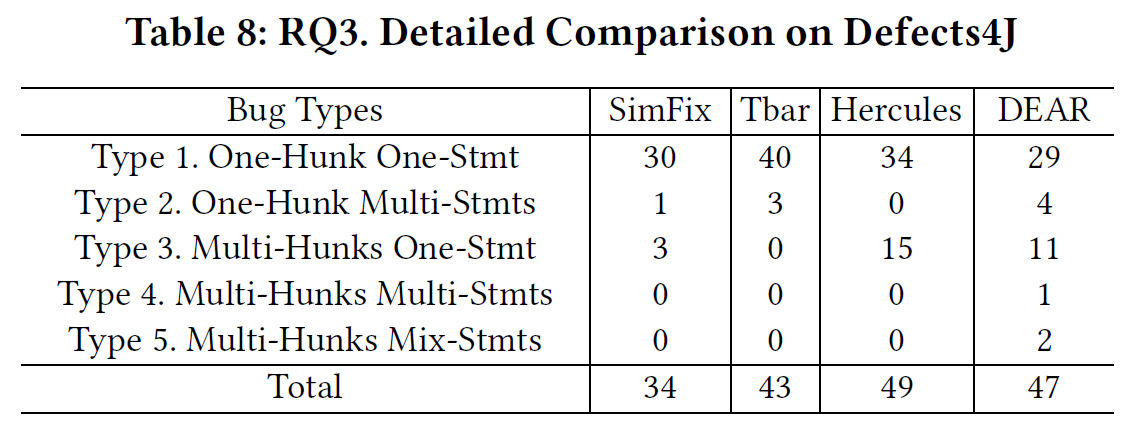 Table 8: RQ3. Detailed Comparison on Defects4J
Bug Types SimFix Tbar Hercules DEAR
Type 1. One-Hunk One-Stmt 30 40 34 29
Type 2. One-Hunk Multi-Stmts 1 3 0 4
Type 3. Multi-Hunks One-Stmt 3 0 15 11
Type 4. Multi-Hunks Multi-Stmts 0 0 0 1
Type 5. Multi-Hunks Mix-Stmts 0 0 0 2
Total 34 43 49 47